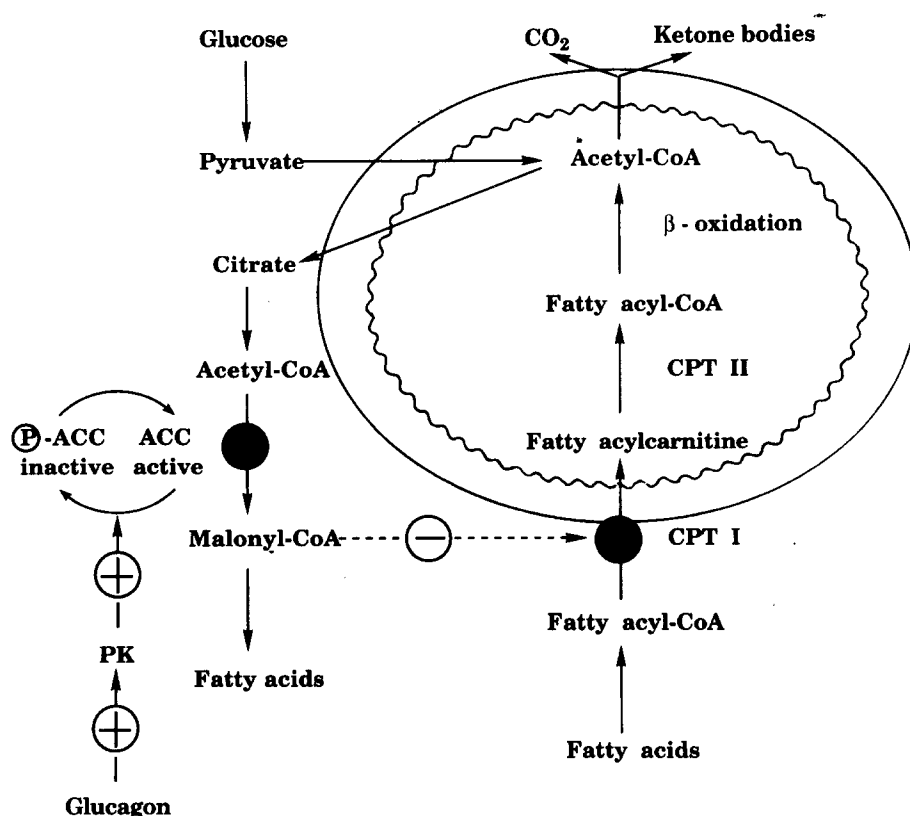 Glucose
CO₂
Ketone bodies
Pyruvate
Acetyl-CoA
β - oxidation
Citrate
Fatty acyl-CoA
Acetyl-CoA
CPT II
Ⓟ-ACC ACC
inactive active
Fatty acylcarnitine
Malonyl-CoA
−
CPT I
+
Fatty acyl-CoA
PK
Fatty acids
+
Fatty acids
Glucagon